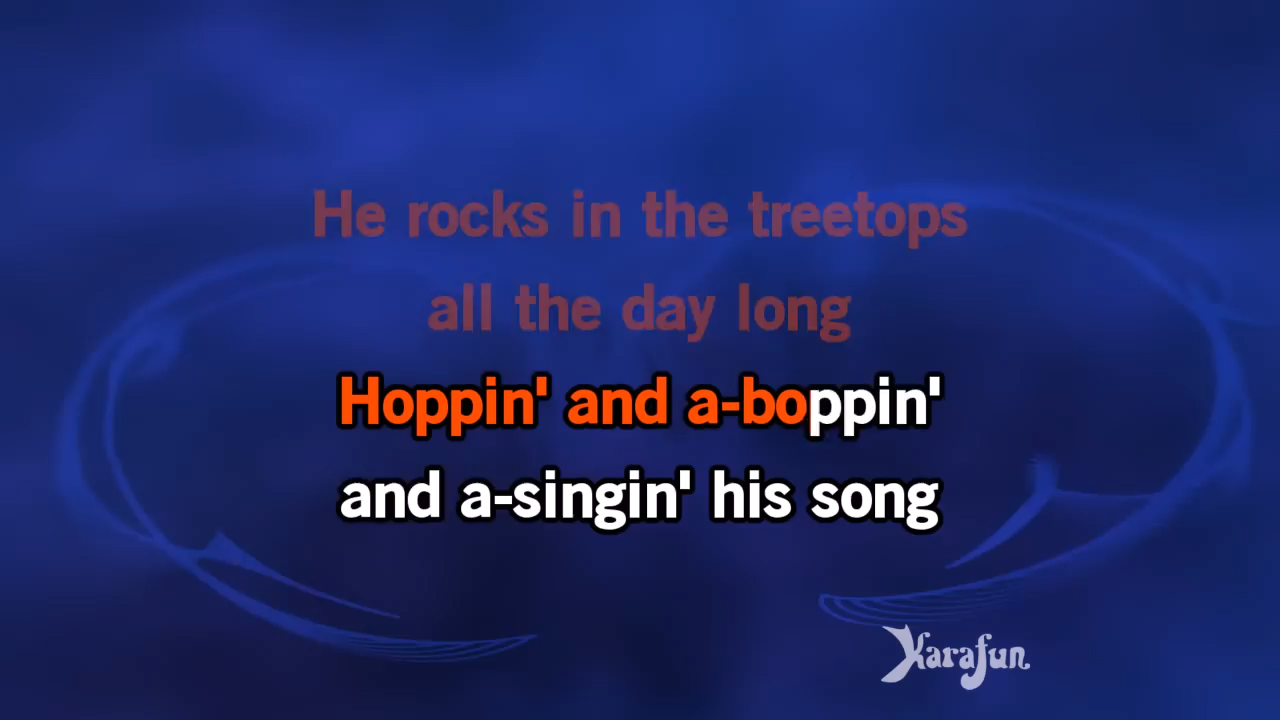 He rocks in the treetops
all the day long
Hoppin' and a-boppin'
and a-singin' his song
Karafun